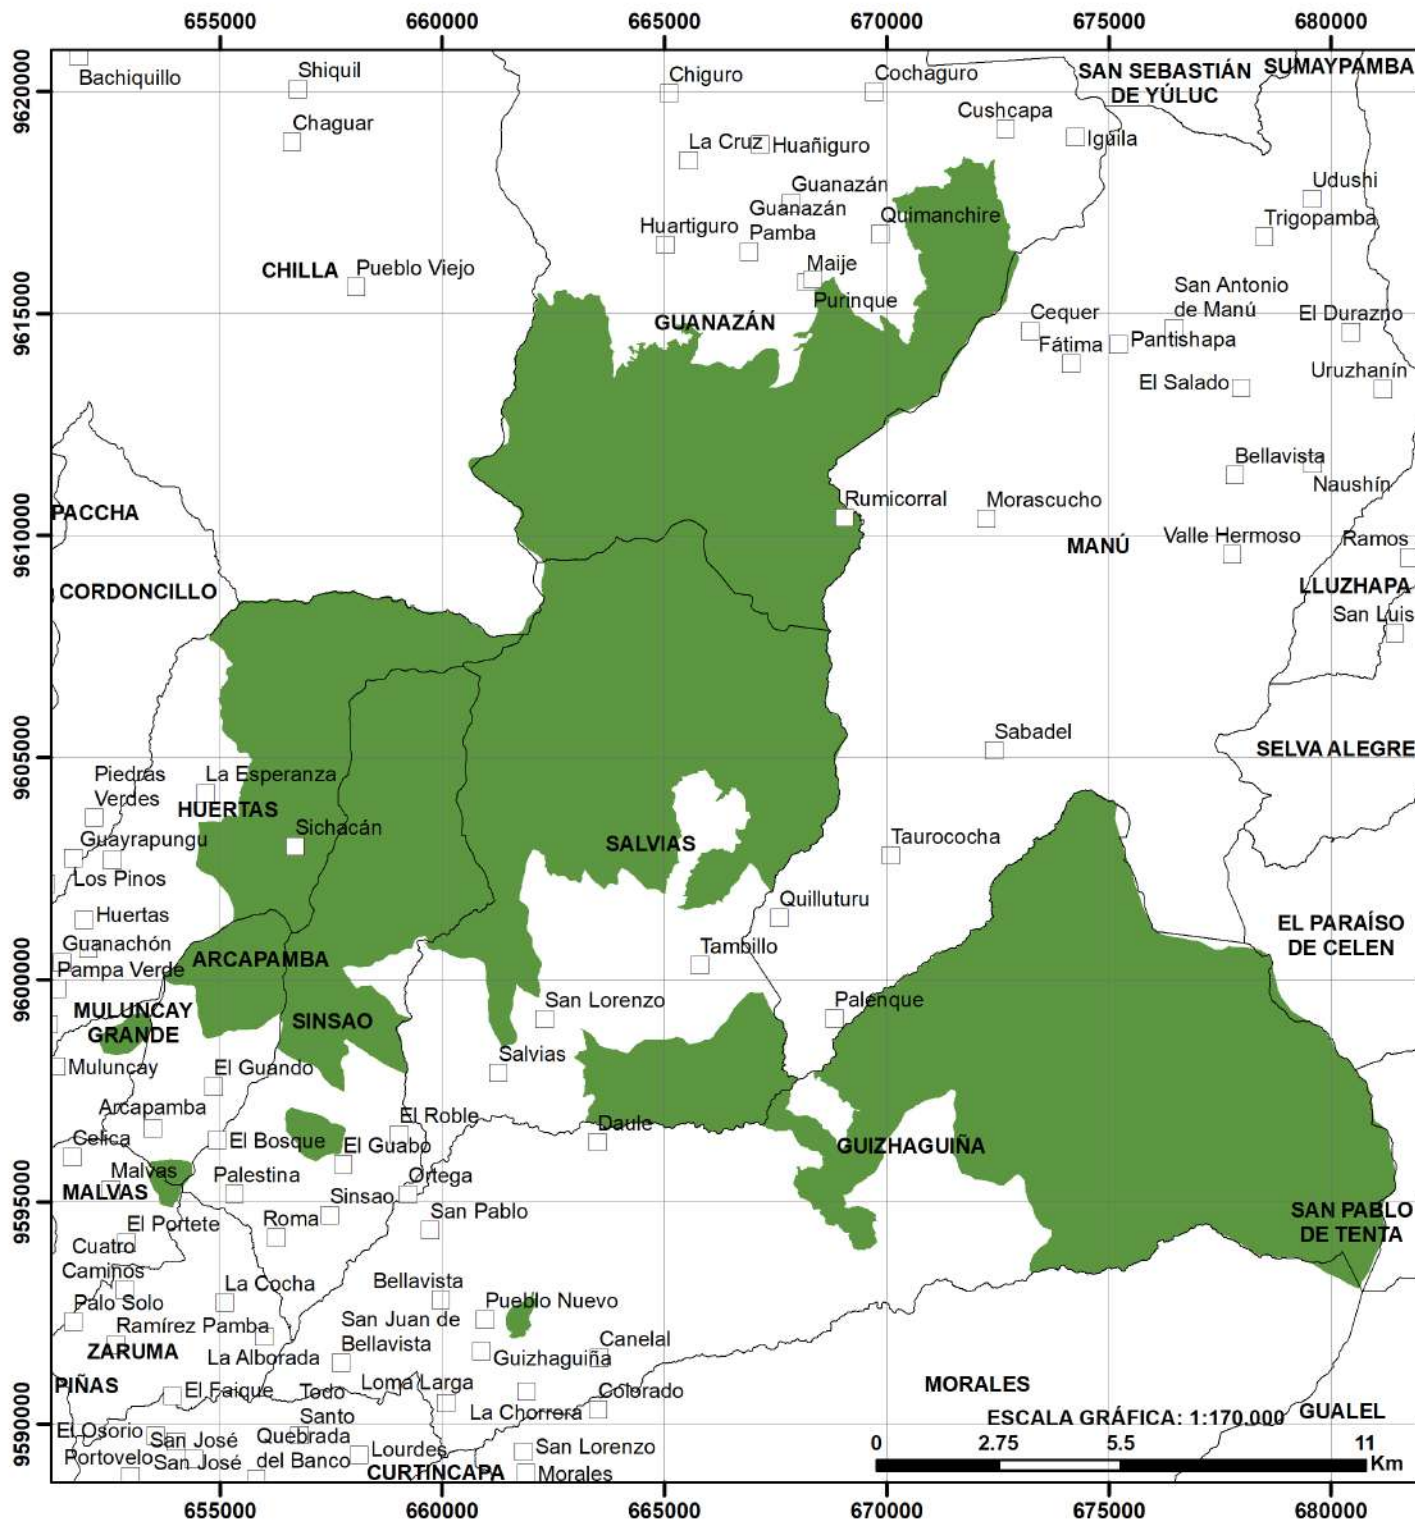 655000
660000
665000
670000
675000
680000
9620000
9615000
9610000
9605000
9600000
9595000
9590000
Bachiquillo
Shiquil
Chaguar
Chiguro
Cochaguro
SAN SEBASTIÁN
DE YÚLUC
SUMAYPAMBA
Cushcapa
Iguila
La Cruz
Huañiguro
Guanazán
Guanazán
Pamba
Huartiguro
Quimanchire
Udushi
Trigopamba
CHILLA
Pueblo Viejo
Maije
Purinque
GUANAZÁN
San Antonio
de Manú
Cequer
Fátima
Pantishapa
El Durazno
El Salado
Uruzhanín
Bellavista
Naushín
PACCHA
Rumicorral
Morascucho
MANÚ
Valle Hermoso
Ramos
LLUZHAPA
San Luis
CORDONCILLO
Sabadel
SELVA ALEGRE
Piedras
Verdes
La Esperanza
HUERTAS
Sichacán
Guayrapungu
Los Pinos
SALVIAS
Taurococha
Huertas
Quilluturu
EL PARAÍSO
DE CELEN
Guanachón
Pampa Verde
ARCAPAMBA
Tambillo
MULUNCAY
GRANDE
SINSAO
San Lorenzo
Palenque
Muluncay
El Guando
Salvias
Arcapamba
El Roble
Daule
Celica
El Bosque
El Guabo
GUIZHAGUIÑA
Malvas
MALVAS
Palestina
Ortega
Sinsao
San Pablo
SAN PABLO
DE TENTA
El Portete
Roma
Cuatro
Caminos
La Cocha
Bellavista
Pueblo Nuevo
Palo Solo
Ramírez Pamba
San Juan de
Bellavista
Canelal
ZARUMA
La Alborada
Guizhaguiña
PIÑAS
El Faique
Todo
Santo
Loma Larga
Colorado
La Chorrera
MORALES
GUALEL
El Osorio
San José
Quebrada
del Banco
Lourdes
San Lorenzo
Portovelo
San José
CURTINCAPA
Morales
ESCALA GRÁFICA: 1:170.000
0
2.75
5.5
11
Km
655000
660000
665000
670000
675000
680000